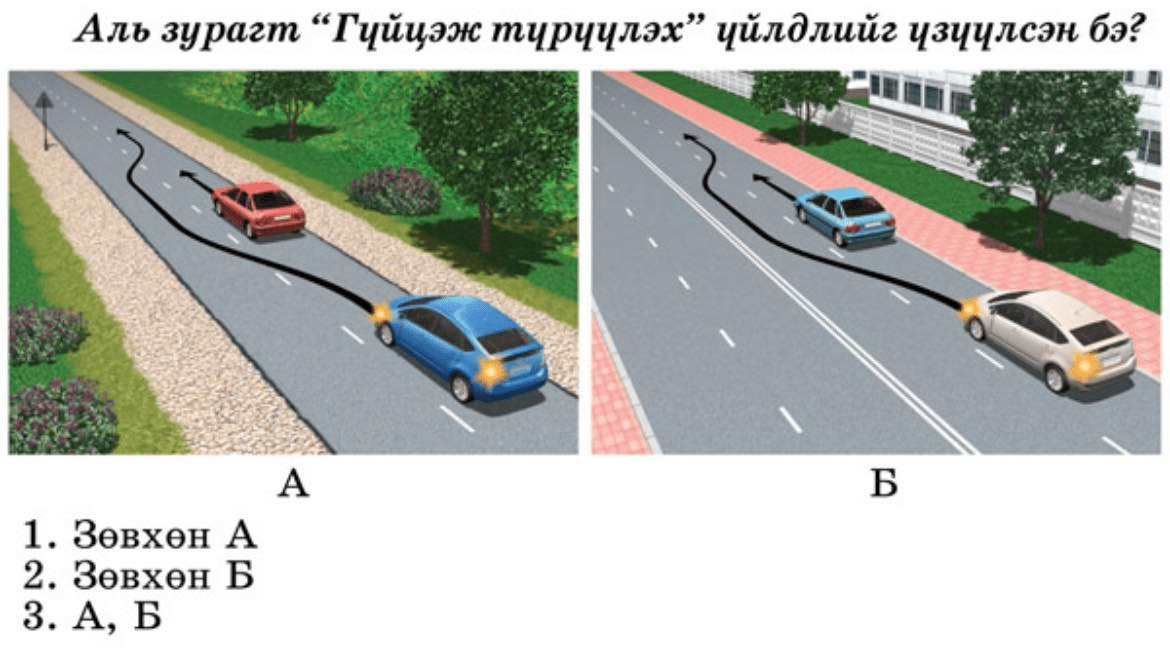 Аль зурагт “Гүйцэж түрүүлэх” үйлдлийг үзүүлсэн бэ?
А
Б
1. Зөвхөн А
2. Зөвхөн Б
3. А, Б